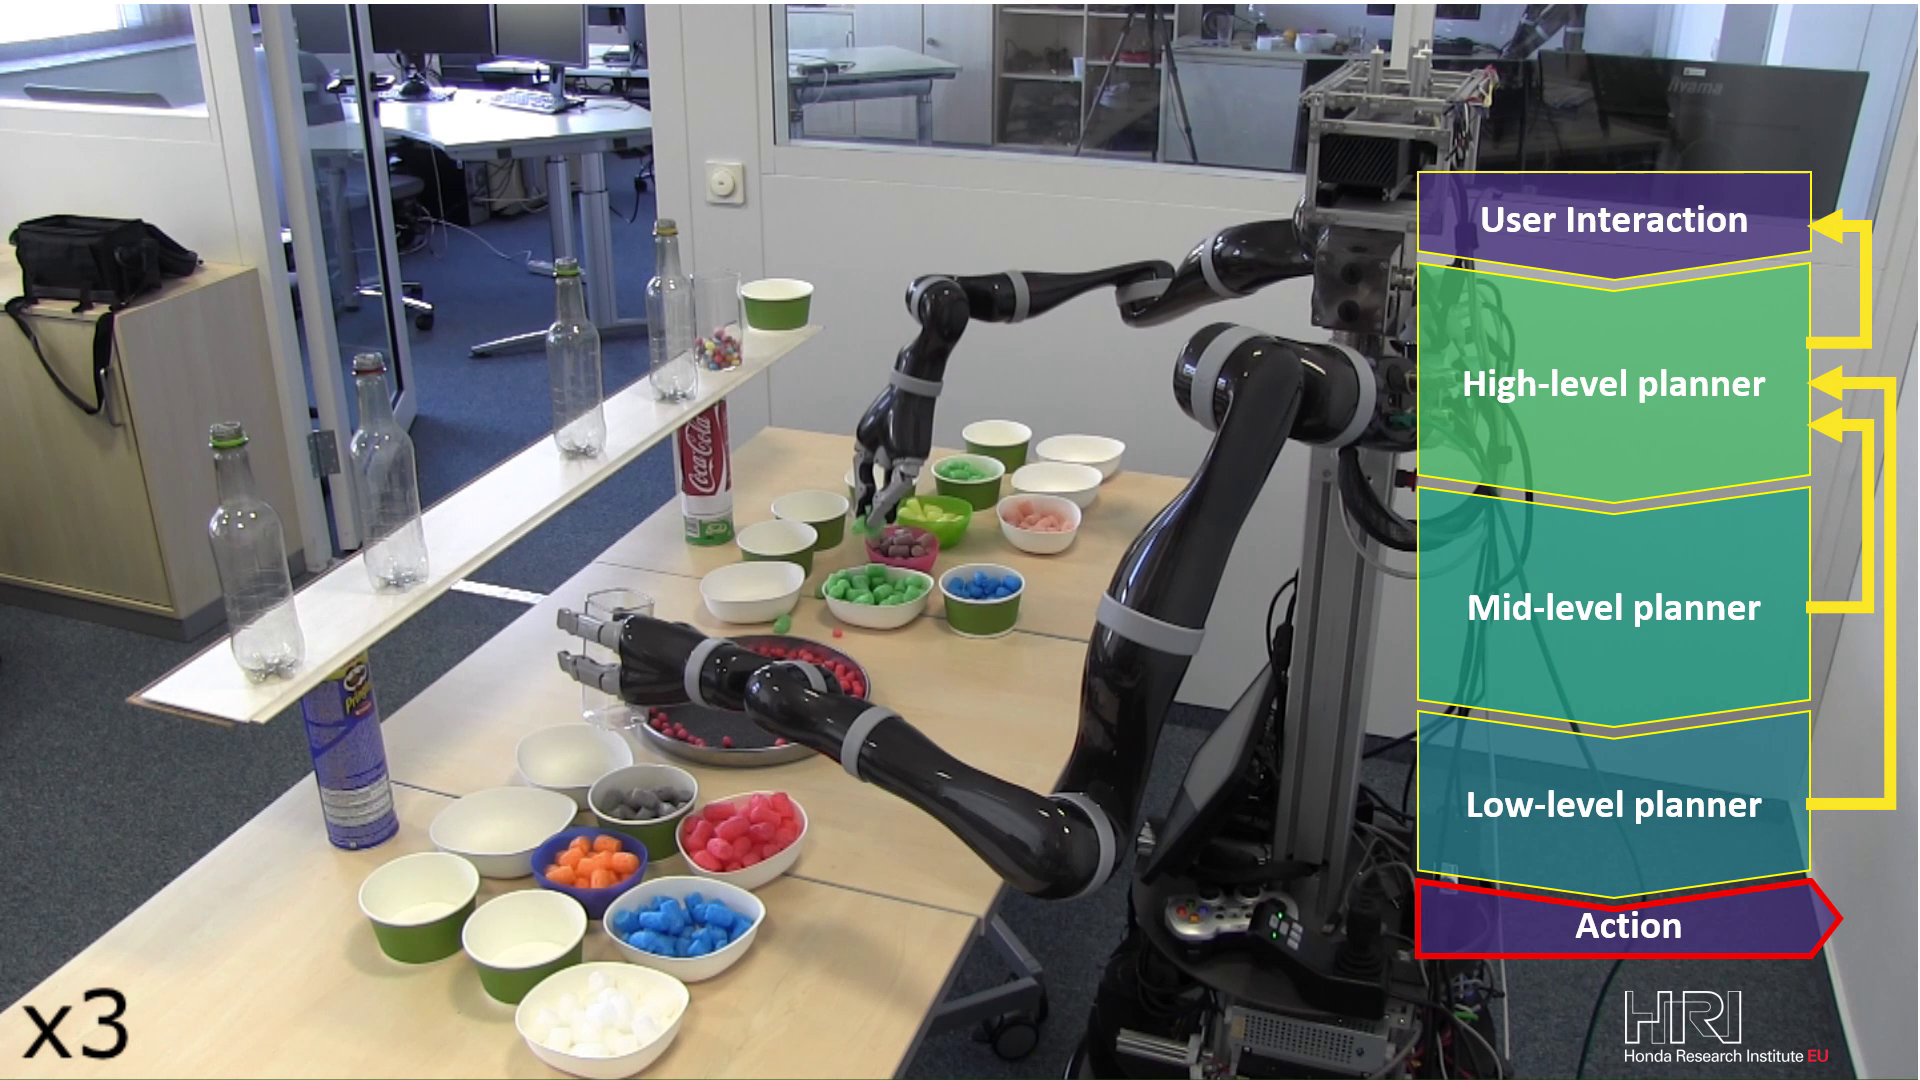 iiyama
User Interaction
High-level planner
Coca-Cola
Mid-level planner
Pringles
Low-level planner
Action
x3
HRI
Honda Research Institute EU